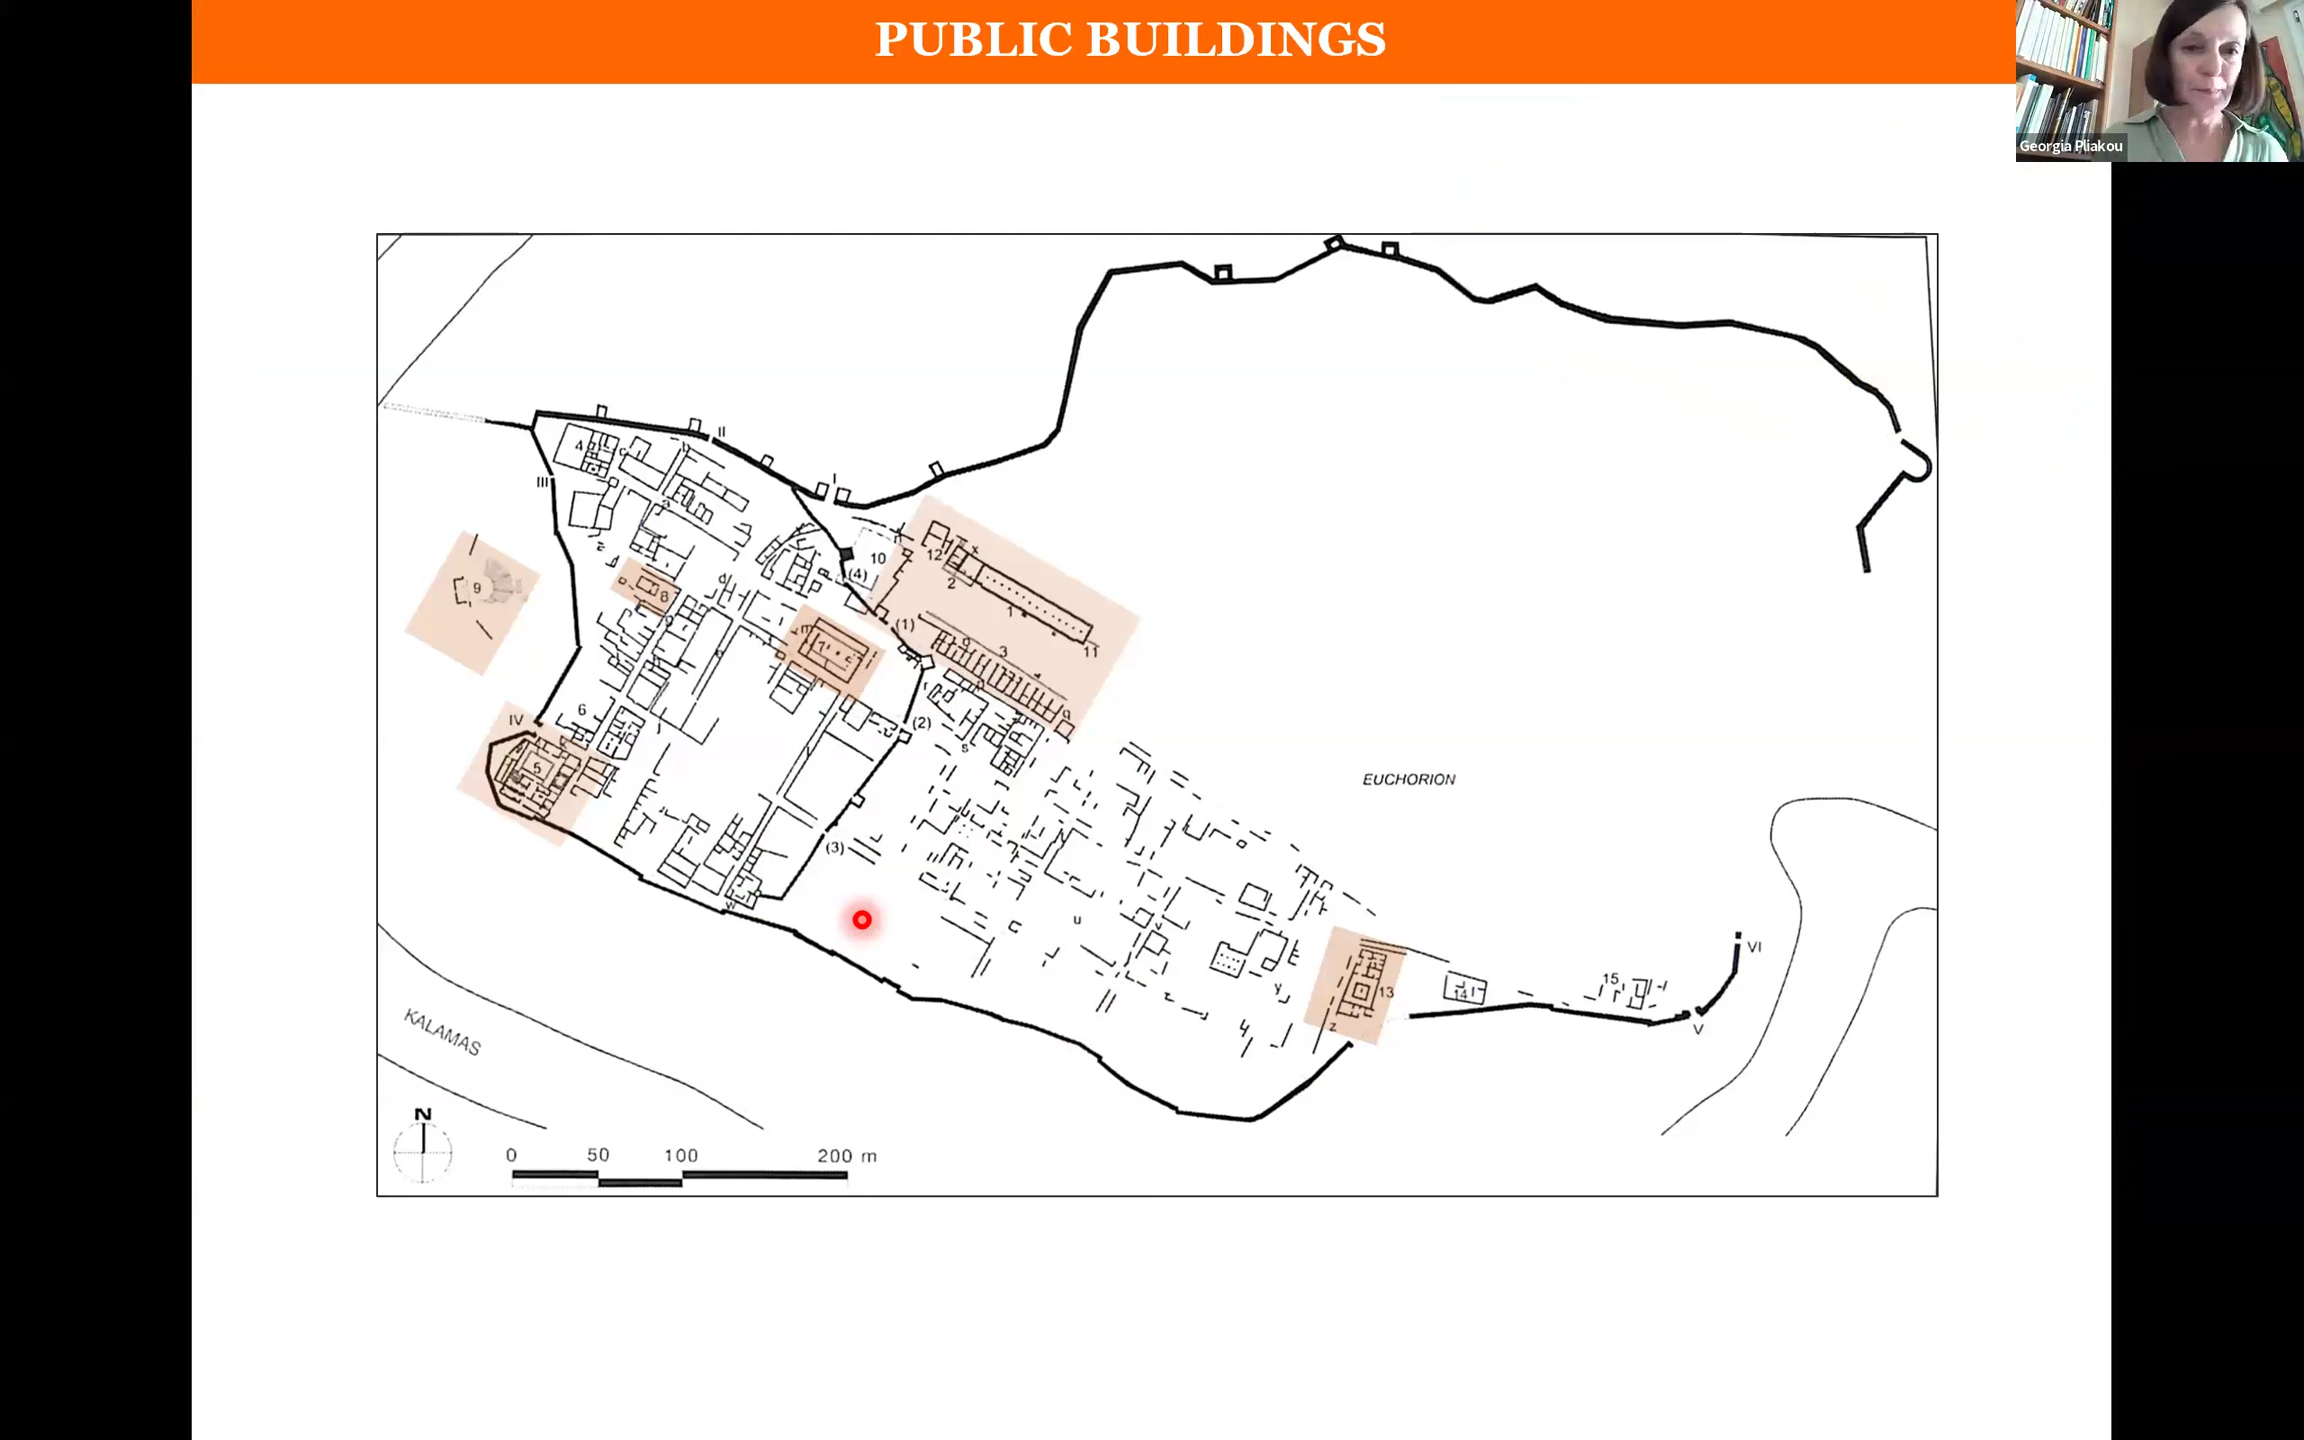 PUBLIC BUILDINGS
Georgia Pliakou
II
I
4
c
III
a
10
12
x
9
2
(4)
d
8
1
(1)
m
11
3
7
6
IV
j
q
(2)
s
5
EUCHORION
(3)
w
u
v
VI
15
y
13
14
z
V
KALAMAS
N
0 50 100 200 m